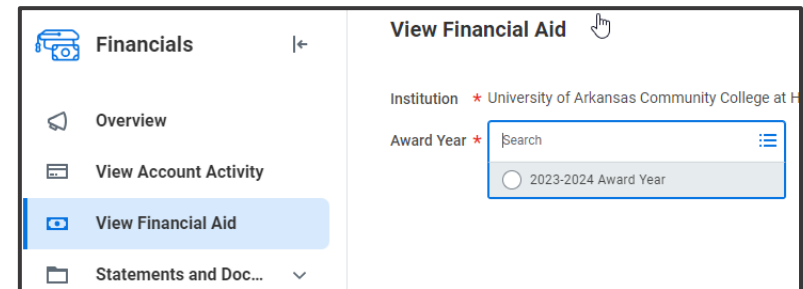 Financials
Overview
View Account Activity
View Financial Aid
Statements and Doc...
View Financial Aid
Institution * University of Arkansas Community College at H
Award Year *
Search
2023-2024 Award Year